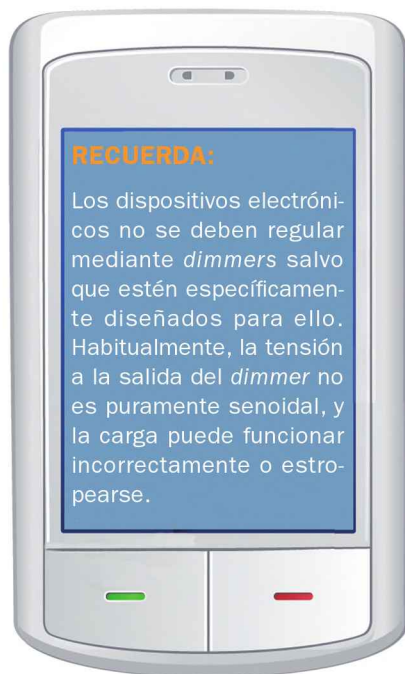 RECUERDA:
Los dispositivos electróni-
cos no se deben regular
mediante dimmers salvo
que estén específicamen-
te diseñados para ello.
Habitualmente, la tensión
a la salida del dimmer no
es puramente senoidal, y
la carga puede funcionar
incorrectamente o estro-
pearse.